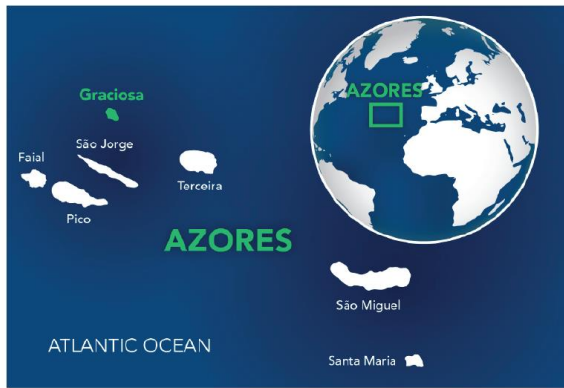 AZORES
Graciosa
São Jorge
Faial
Terceira
Pico
AZORES
São Miguel
ATLANTIC OCEAN
Santa Maria